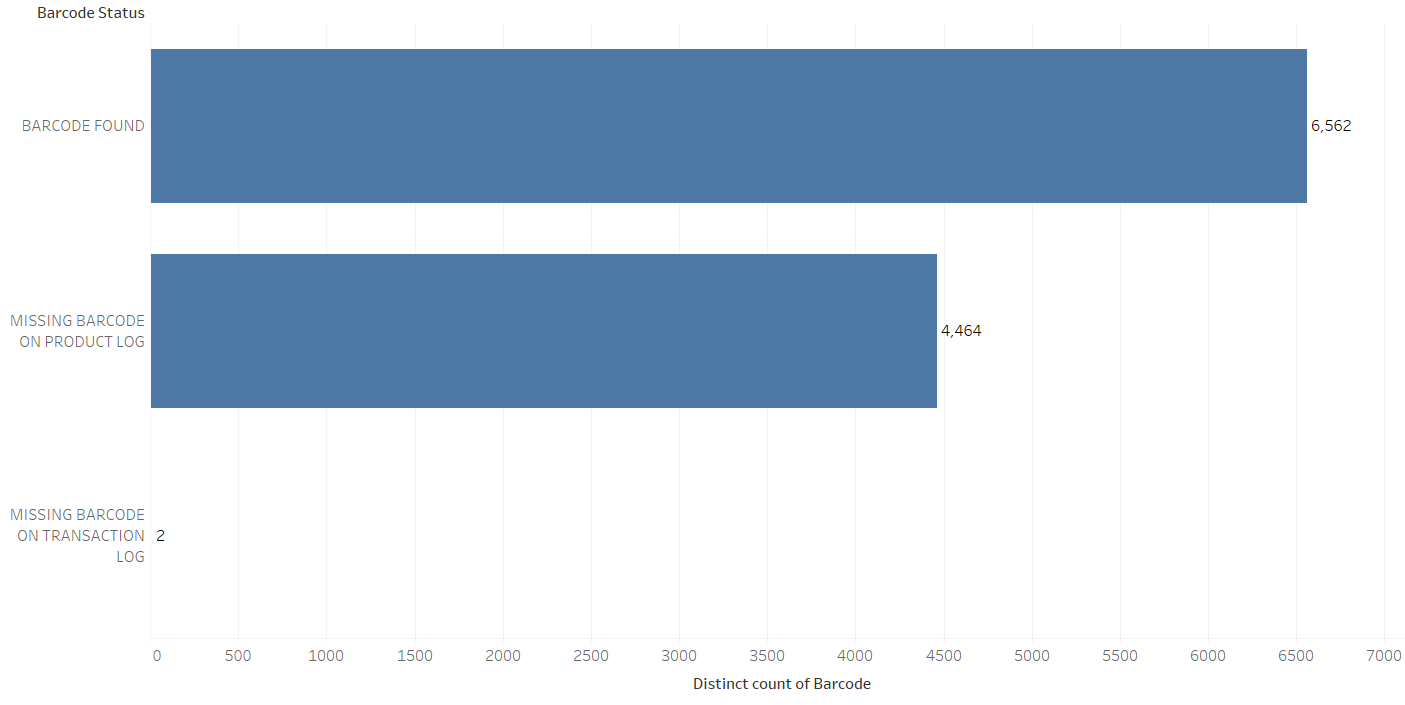 Barcode Status
BARCODE FOUND
6,562
MISSING BARCODE
ON PRODUCT LOG
4,464
MISSING BARCODE
ON TRANSACTION
LOG
2
0 500 1000 1500 2000 2500 3000 3500 4000 4500 5000 5500 6000 6500 7000
Distinct count of Barcode